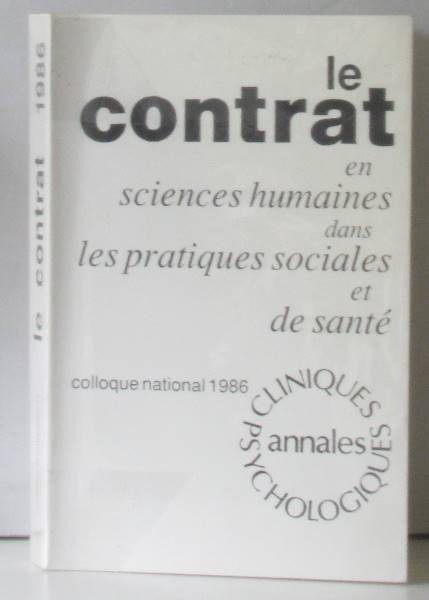 le contrat 1986
le
contrat
en
sciences humaines
dans
les pratiques sociales
et
de santé
colloque national 1986
CLINIQUES
annales
PSYCHOLOGIQUES